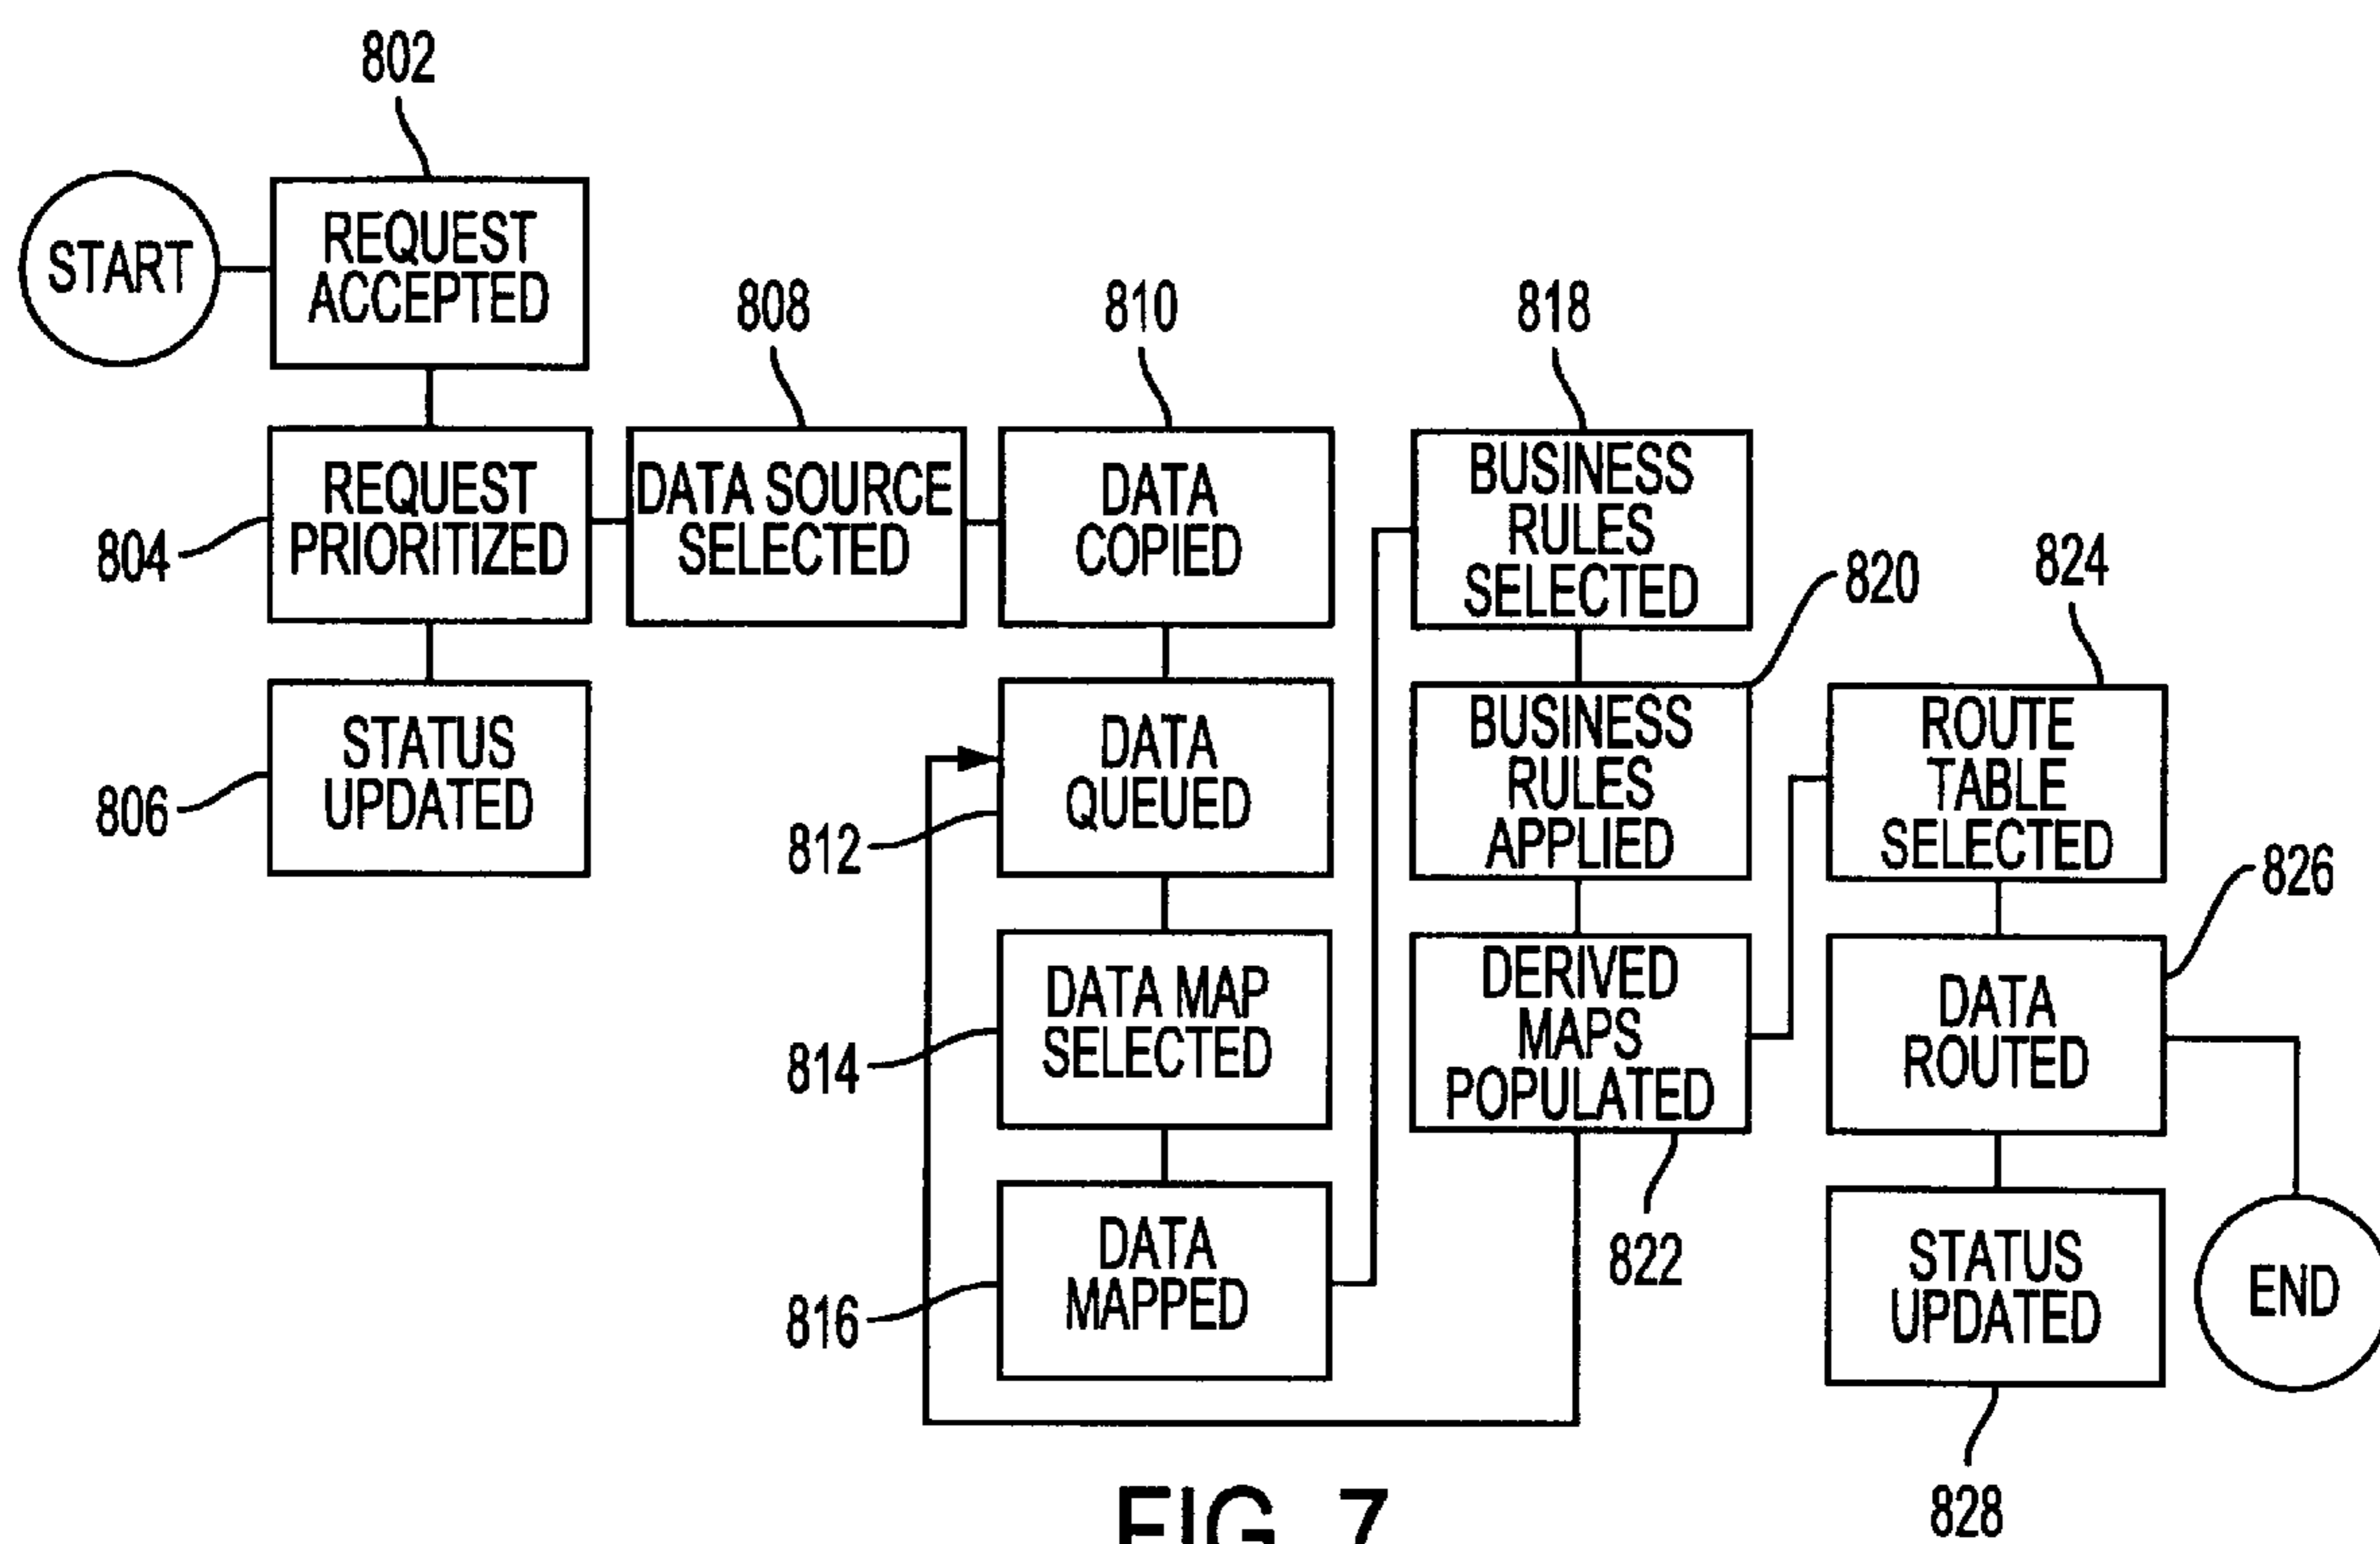 802
START
REQUEST
ACCEPTED
808
810
818
804
REQUEST
PRIORITIZED
DATA SOURCE
SELECTED
DATA
COPIED
BUSINESS
RULES
SELECTED
820
824
806
STATUS
UPDATED
812
DATA
QUEUED
BUSINESS
RULES
APPLIED
ROUTE
TABLE
SELECTED
826
814
DATA MAP
SELECTED
DERIVED
MAPS
POPULATED
822
DATA
ROUTED
816
DATA
MAPPED
STATUS
UPDATED
828
END
FIG. 7